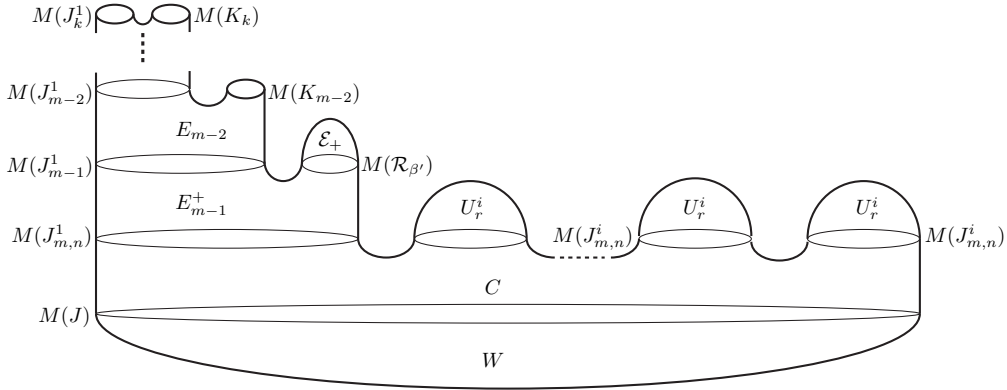 M(J_k^1) M(K_k)
M(J_{m-2}^1) M(K_{m-2})
E_{m-2} \mathcal{E}_+
M(J_{m-1}^1) M(\mathcal{R}_{\beta'})
E_{m-1}^+ U_r^i U_r^i U_r^i
M(J_{m,n}^1) M(J_{m,n}^i) M(J_{m,n}^i)
C
M(J)
W